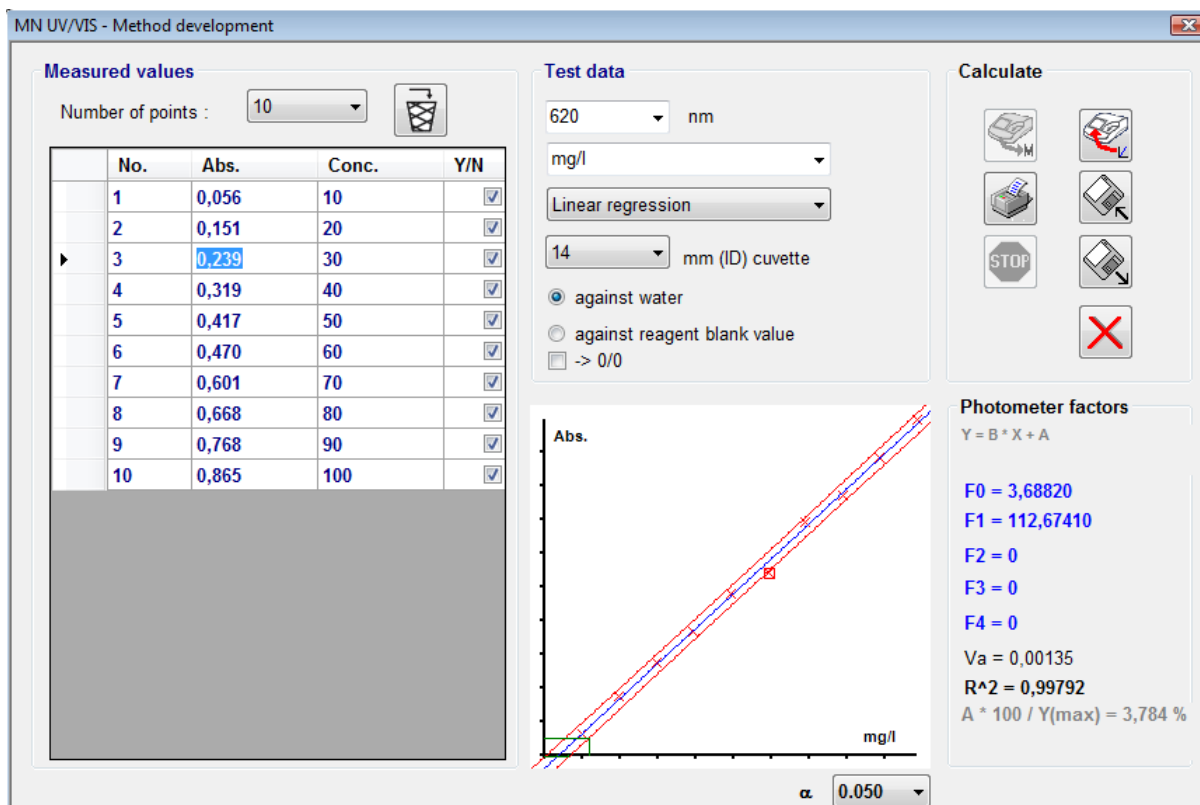 MN UV/VIS - Method development
Measured values
Number of points : 10
No. Abs. Conc. Y/N
1 0,056 10
2 0,151 20
3 0,239 30
4 0,319 40
5 0,417 50
6 0,470 60
7 0,601 70
8 0,668 80
9 0,768 90
10 0,865 100
Test data
620 nm
mg/l
Linear regression
14 mm (ID) cuvette
against water
against reagent blank value
-> 0/0
Abs.
mg/l
α 0.050
Calculate
M
STOP
Photometer factors
Y = B * X + A
F0 = 3,68820
F1 = 112,67410
F2 = 0
F3 = 0
F4 = 0
Va = 0,00135
R^2 = 0,99792
A * 100 / Y(max) = 3,784 %